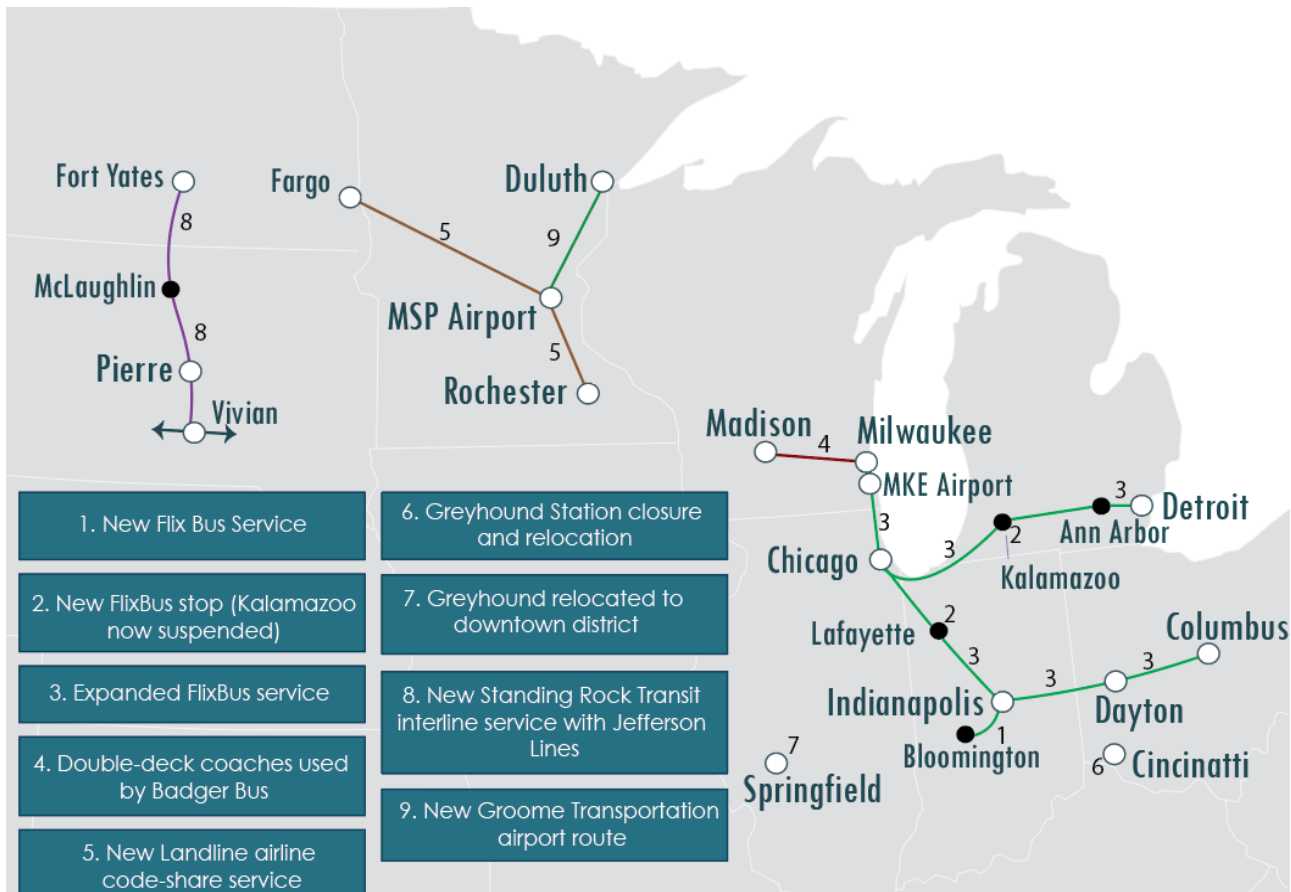 Fort Yates
8
McLaughlin
8
Pierre
Vivian
Fargo
5
Duluth
9
MSP Airport
5
Rochester
Madison
4
Milwaukee
MKE Airport
3
Chicago
3
2
Kalamazoo
3
Ann Arbor
Detroit
2
Lafayette
3
Indianapolis
3
3
Columbus
Dayton
1
Bloomington
7
Springfield
6
Cincinatti
1. New Flix Bus Service
2. New FlixBus stop (Kalamazoo
now suspended)
3. Expanded FlixBus service
4. Double-deck coaches used
by Badger Bus
5. New Landline airline
code-share service
6. Greyhound Station closure
and relocation
7. Greyhound relocated to
downtown district
8. New Standing Rock Transit
interline service with Jefferson
Lines
9. New Groome Transportation
airport route